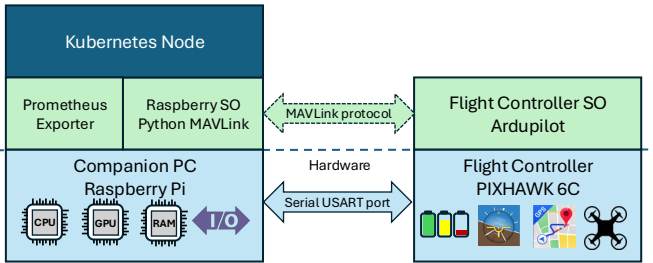 Kubernetes Node
Prometheus
Exporter
Raspberry SO
Python MAVLink
MAVLink protocol
Flight Controller SO
Ardupilot
Companion PC
Raspberry Pi
CPU
GPU
RAM
I/O
Hardware
Serial USART port
Flight Controller
PIXHAWK 6C
GPS